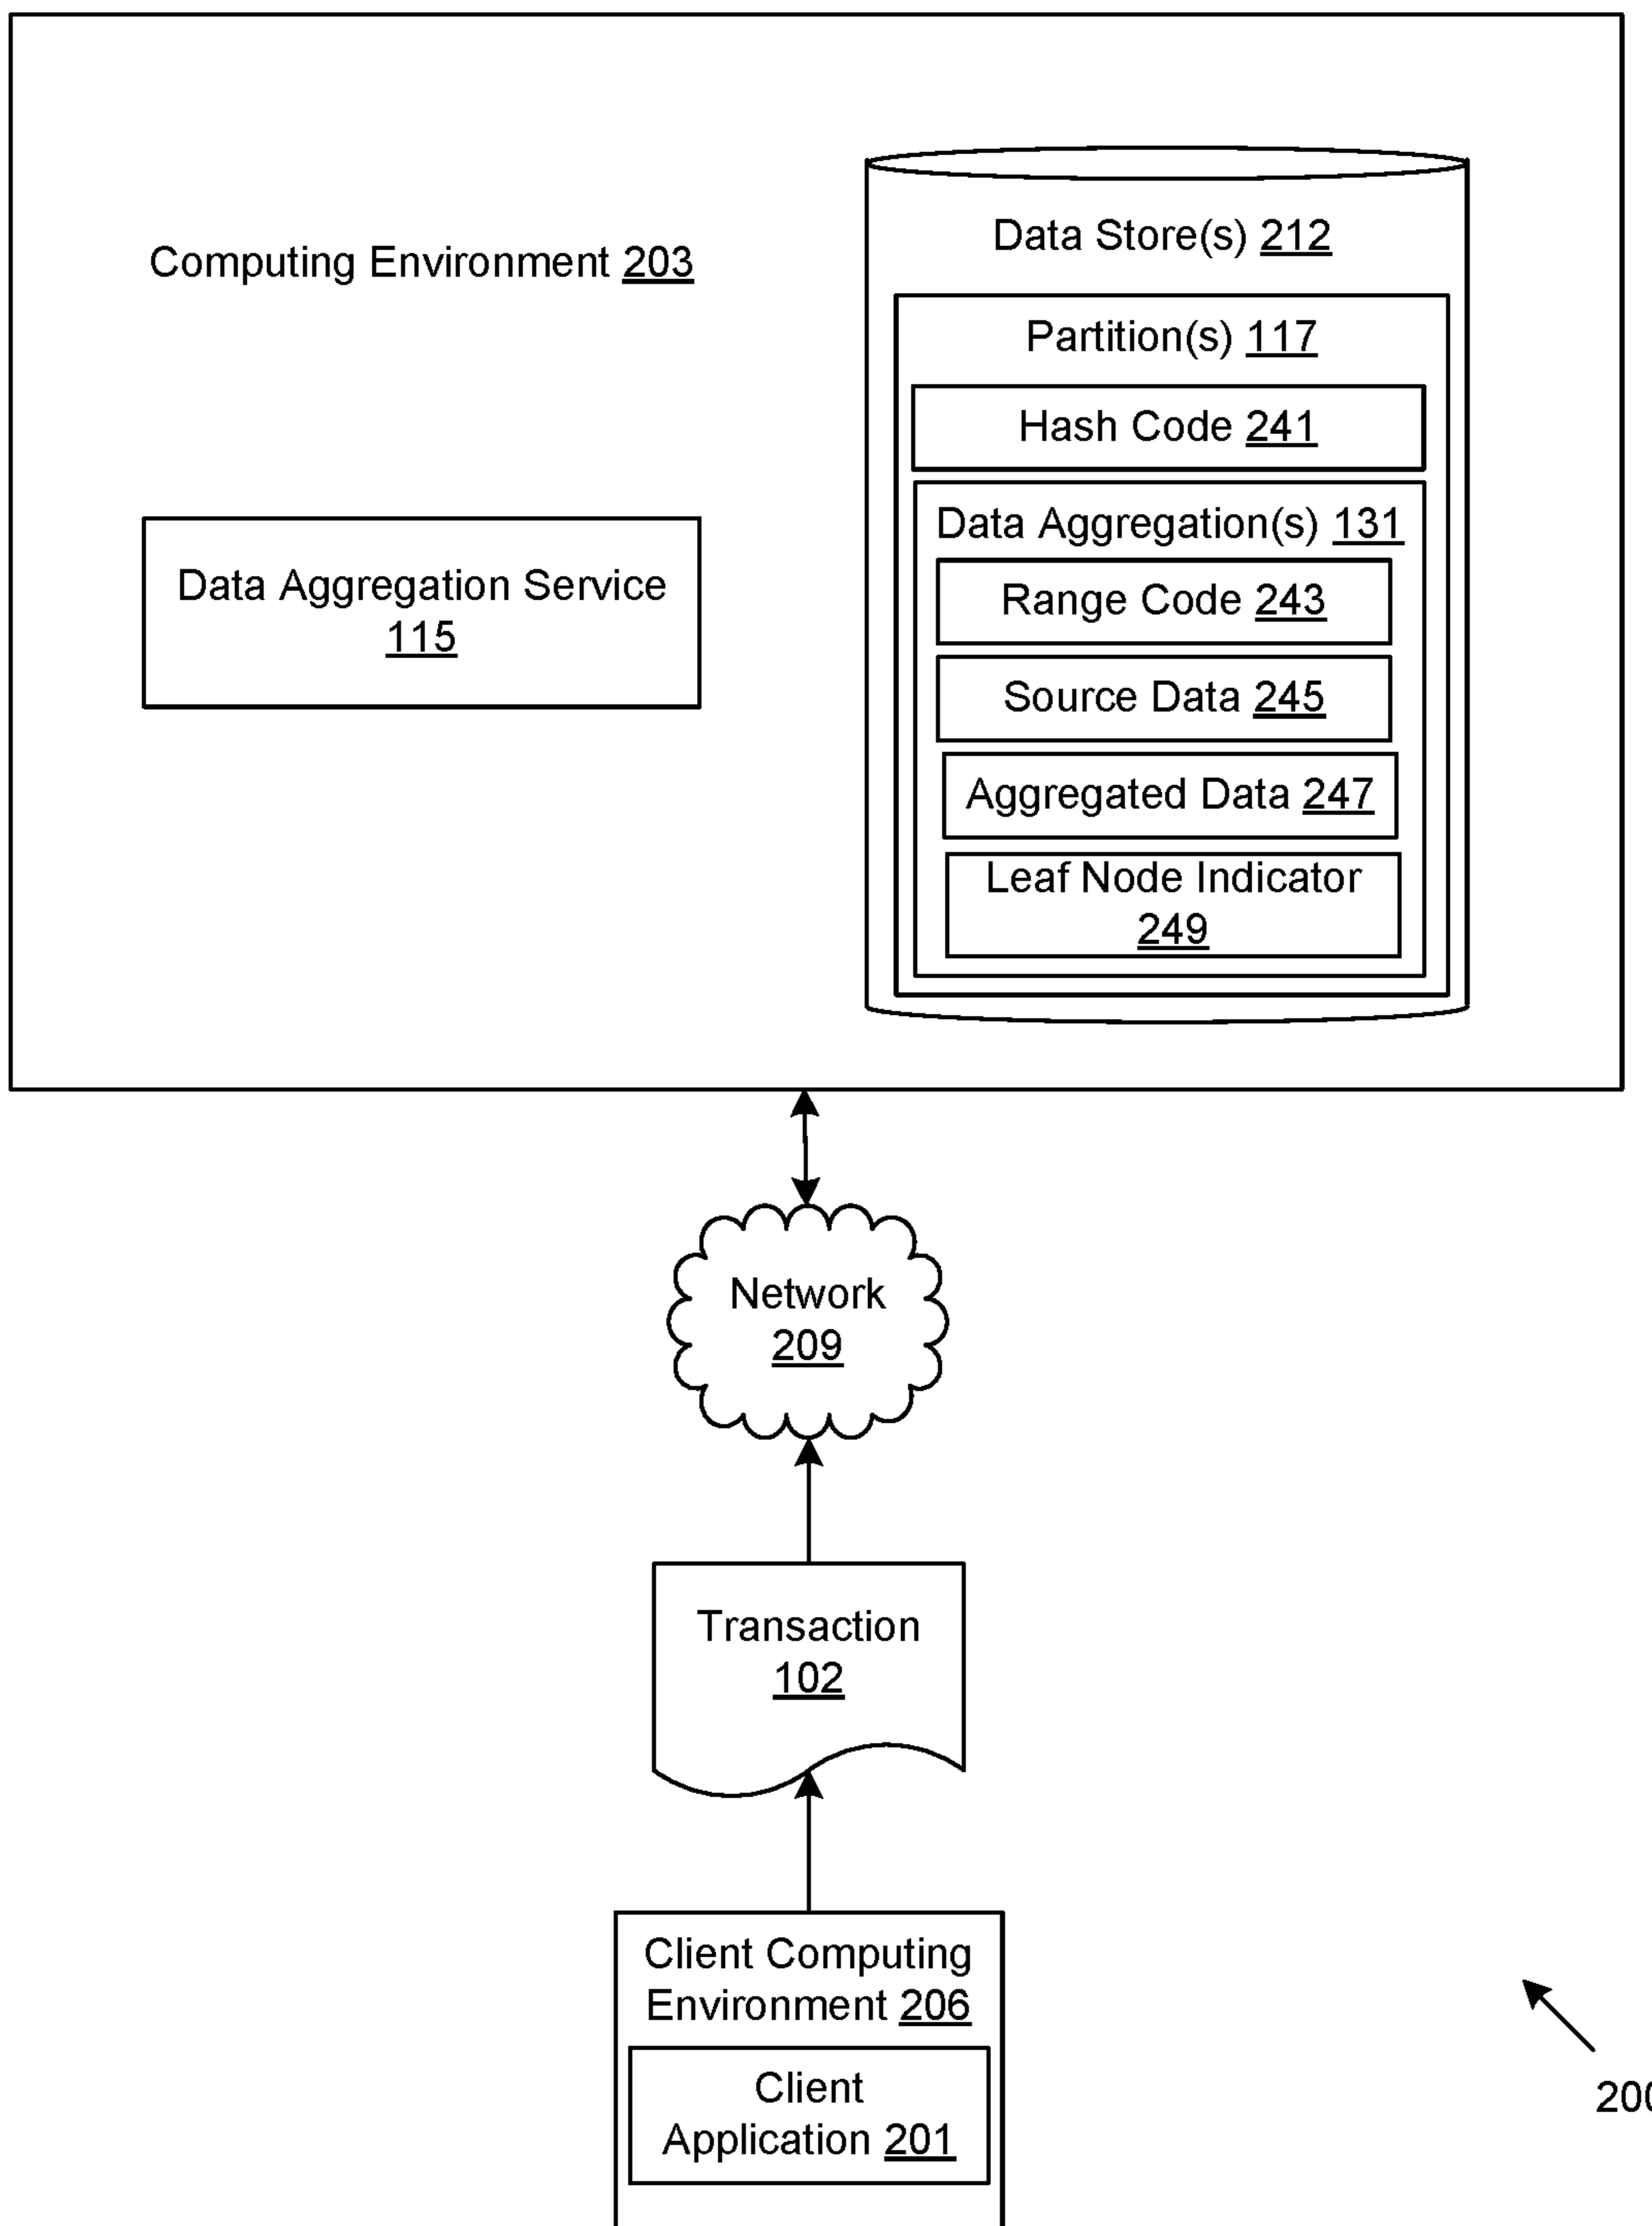 Computing Environment 203
Data Aggregation Service
115
Data Store(s) 212
Partition(s) 117
Hash Code 241
Data Aggregation(s) 131
Range Code 243
Source Data 245
Aggregated Data 247
Leaf Node Indicator
249
Network
209
Transaction
102
Client Computing
Environment 206
Client
Application 201
200